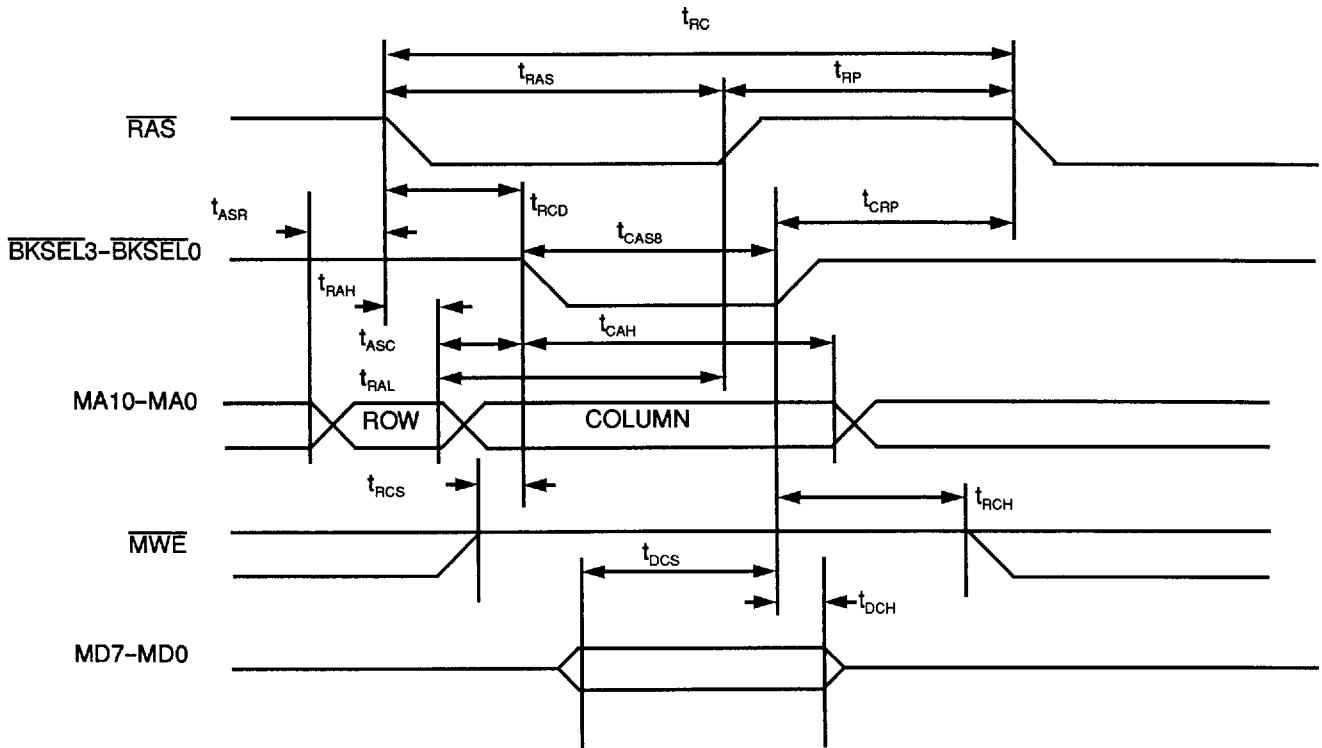 tRC
tRAS
tRP
RAS
tASR
tRCD
tCRP
BKSEL3–BKSEL0
tCAS8
tRAH
tCAH
tASC
tRAL
MA10–MA0
ROW
COLUMN
tRCS
tRCH
MWE
tDCS
tDCH
MD7–MD0